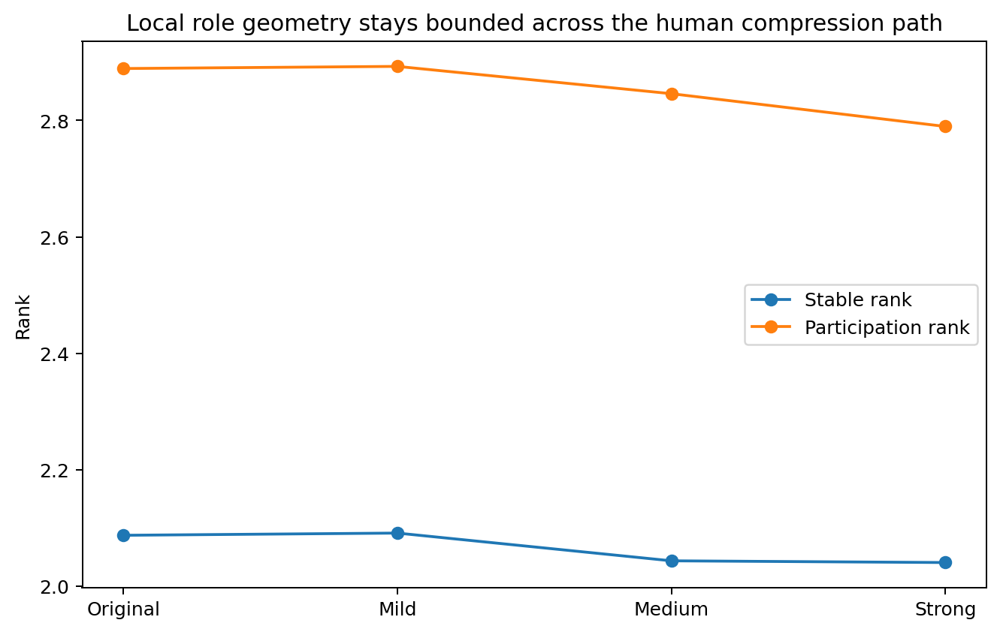 Local role geometry stays bounded across the human compression path
Rank
2.8
2.6
2.4
2.2
2.0
Stable rank
Participation rank
Original
Mild
Medium
Strong